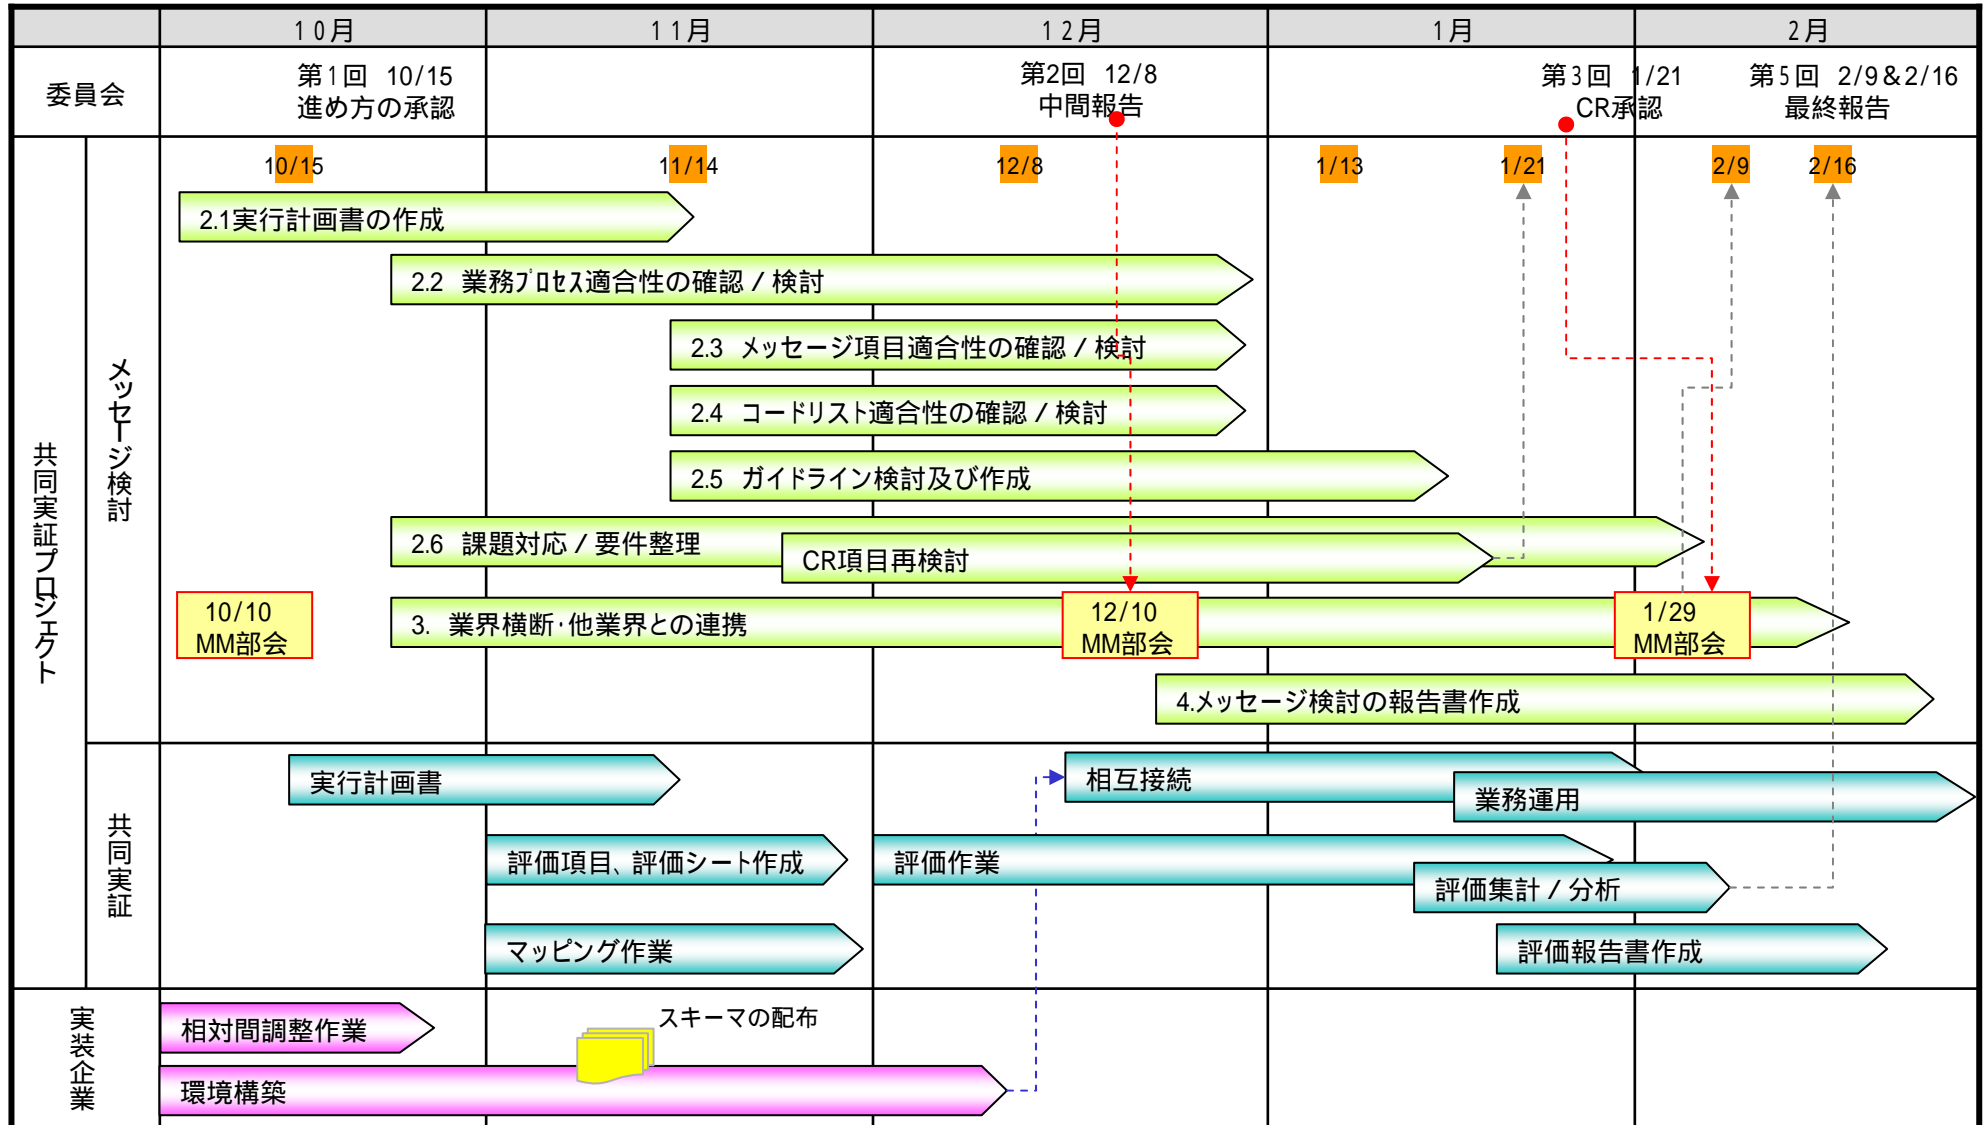 10月
11月
12月
1月
2月
委員会
第1回 10/15
進め方の承認
第2回 12/8
中間報告
第3回 1/21
CR承認
第5回 2/9&2/16
最終報告
共同実証プロジェクト
メッセージ検討
10/15
11/14
12/8
1/13
1/21
2/9
2/16
2.1実行計画書の作成
2.2 業務プロセス適合性の確認/検討
2.3 メッセージ項目適合性の確認/検討
2.4 コードリスト適合性の確認/検討
2.5 ガイドライン検討及び作成
2.6 課題対応/要件整理
CR項目再検討
10/10
MM部会
3. 業界横断・他業界との連携
12/10
MM部会
1/29
MM部会
4.メッセージ検討の報告書作成
共同実証
実行計画書
相互接続
業務運用
評価項目、評価シート作成
評価作業
評価集計/分析
マッピング作業
評価報告書作成
実装企業
相対間調整作業
スキーマの配布
環境構築